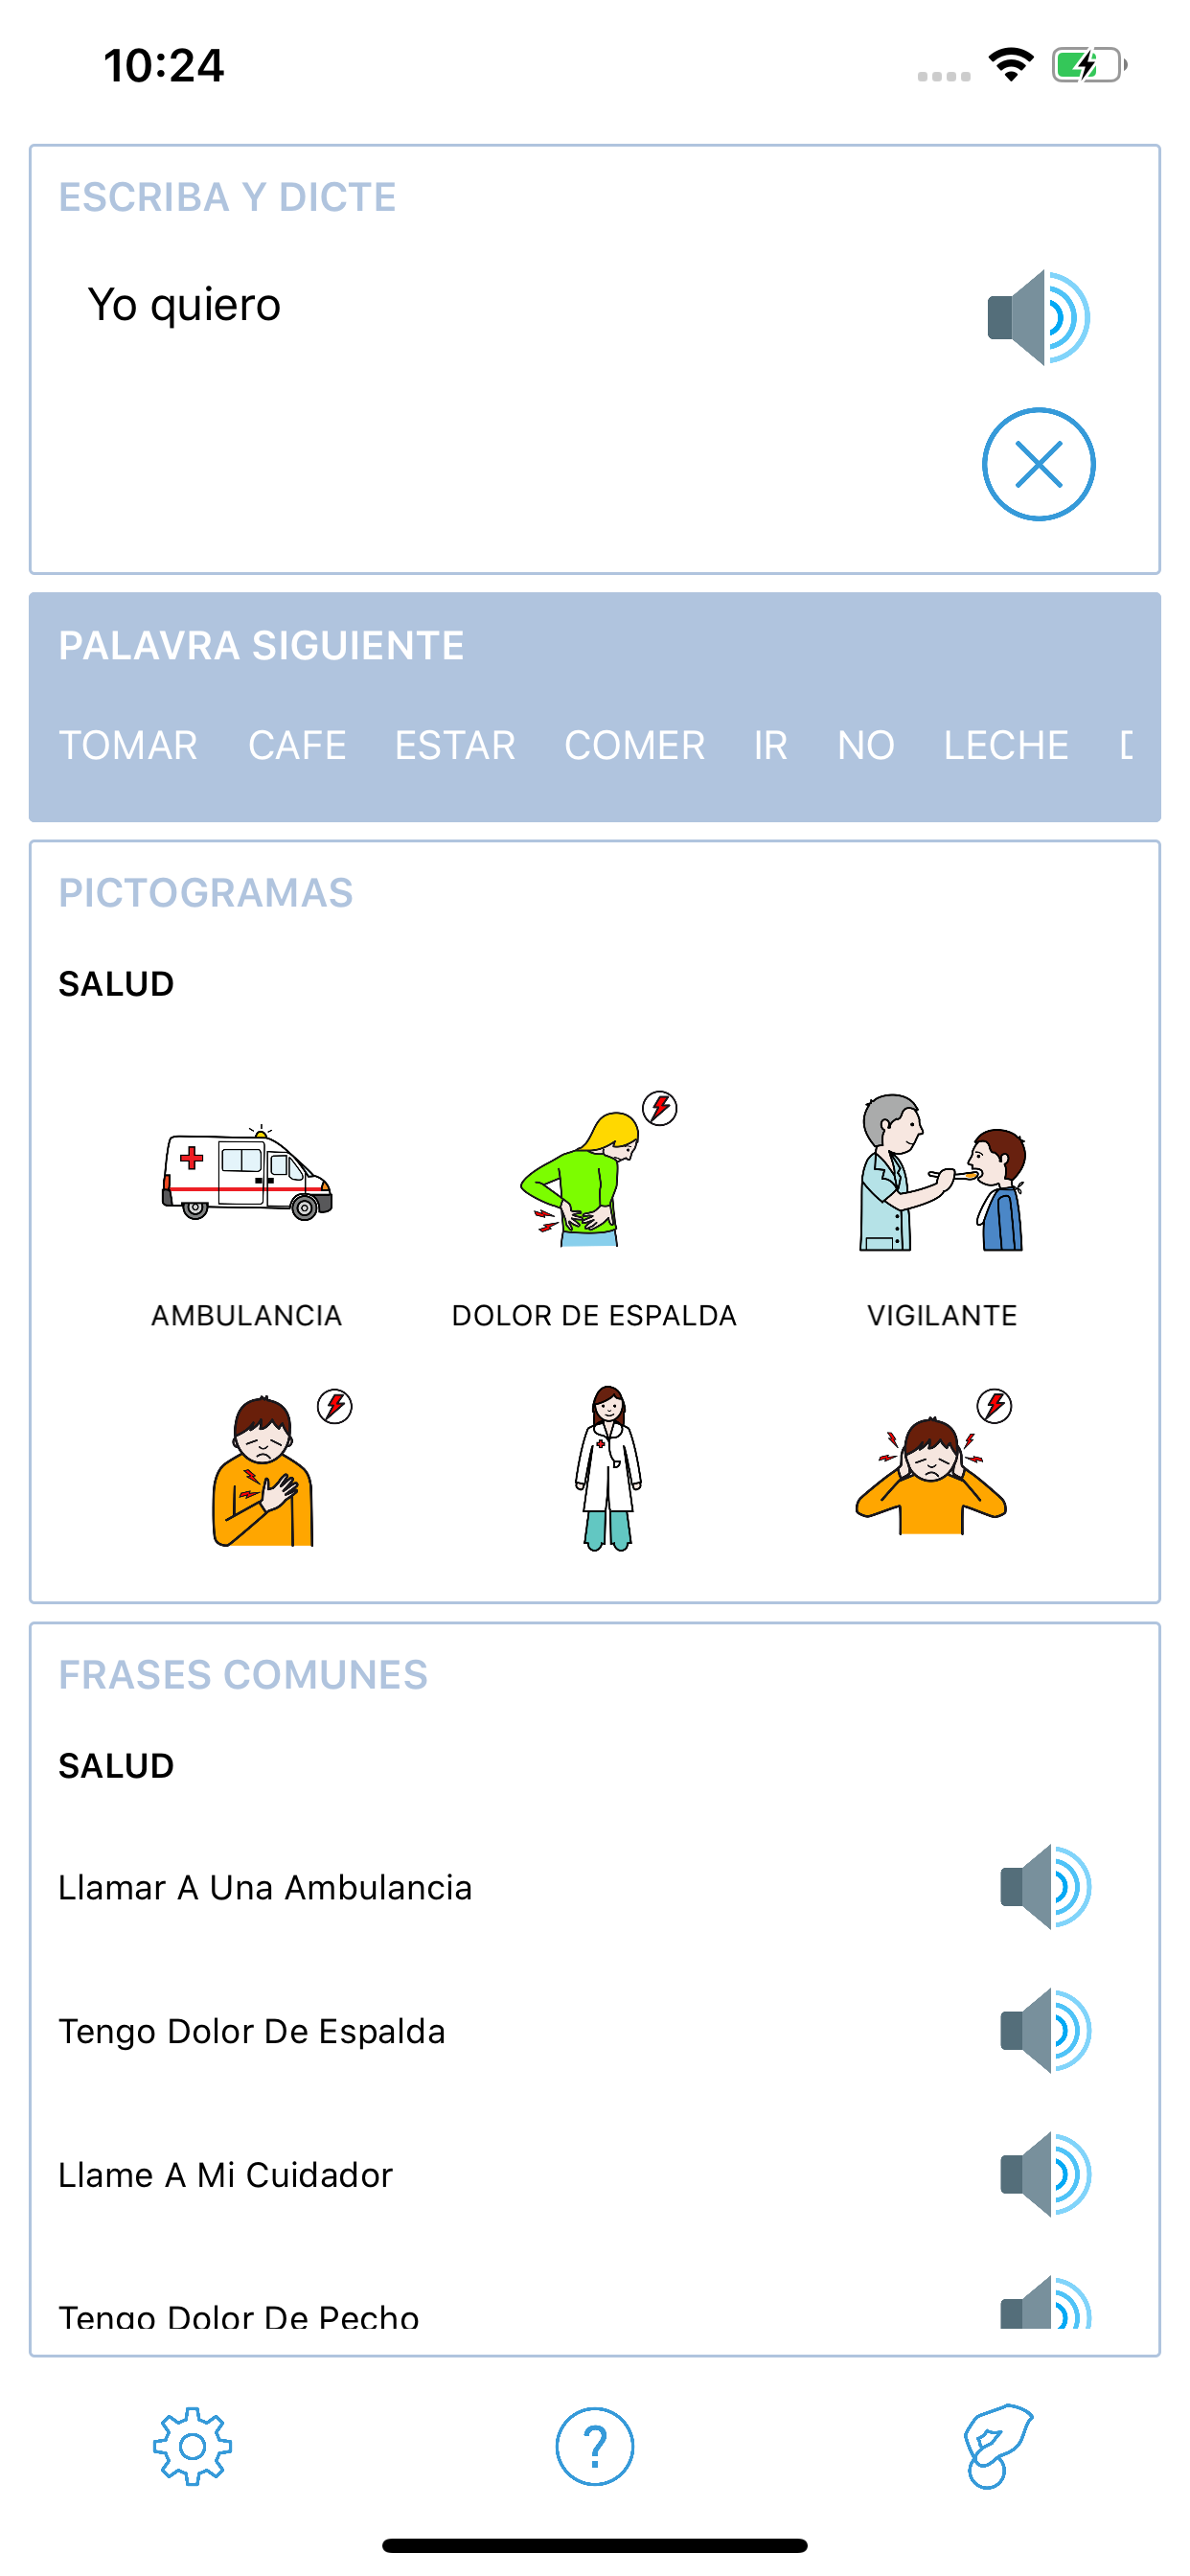 10:24
ESCRIBA Y DICTE
Yo quiero
PALAVRA SIGUIENTE
TOMAR CAFE ESTAR COMER IR NO LECHE
PICTOGRAMAS
SALUD
AMBULANCIA DOLOR DE ESPALDA VIGILANTE
FRASES COMUNES
SALUD
Llamar A Una Ambulancia
Tengo Dolor De Espalda
Llame A Mi Cuidador
Tengo Dolor De Pecho
?